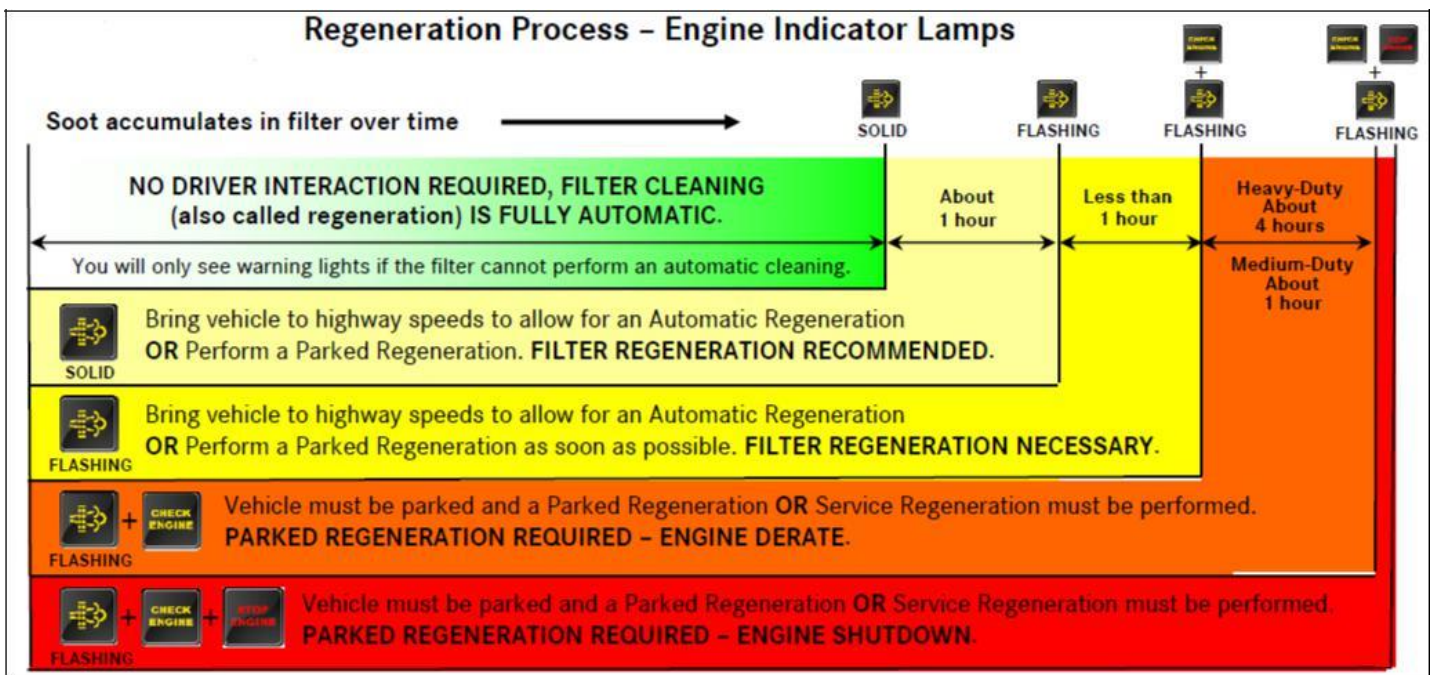 Regeneration Process – Engine Indicator Lamps
CHECK ENGINE
+
CHECK ENGINE STOP ENGINE
+
Soot accumulates in filter over time
SOLID
FLASHING
FLASHING
FLASHING
NO DRIVER INTERACTION REQUIRED, FILTER CLEANING
(also called regeneration) IS FULLY AUTOMATIC.
You will only see warning lights if the filter cannot perform an automatic cleaning.
About
1 hour
Less than
1 hour
Heavy-Duty
About
4 hours
Medium-Duty
About
1 hour
Bring vehicle to highway speeds to allow for an Automatic Regeneration
OR Perform a Parked Regeneration. FILTER REGENERATION RECOMMENDED.
SOLID
Bring vehicle to highway speeds to allow for an Automatic Regeneration
OR Perform a Parked Regeneration as soon as possible. FILTER REGENERATION NECESSARY.
FLASHING
+ CHECK ENGINE
Vehicle must be parked and a Parked Regeneration OR Service Regeneration must be performed.
PARKED REGENERATION REQUIRED – ENGINE DERATE.
FLASHING
+ CHECK ENGINE + STOP ENGINE
Vehicle must be parked and a Parked Regeneration OR Service Regeneration must be performed.
PARKED REGENERATION REQUIRED – ENGINE SHUTDOWN.
FLASHING